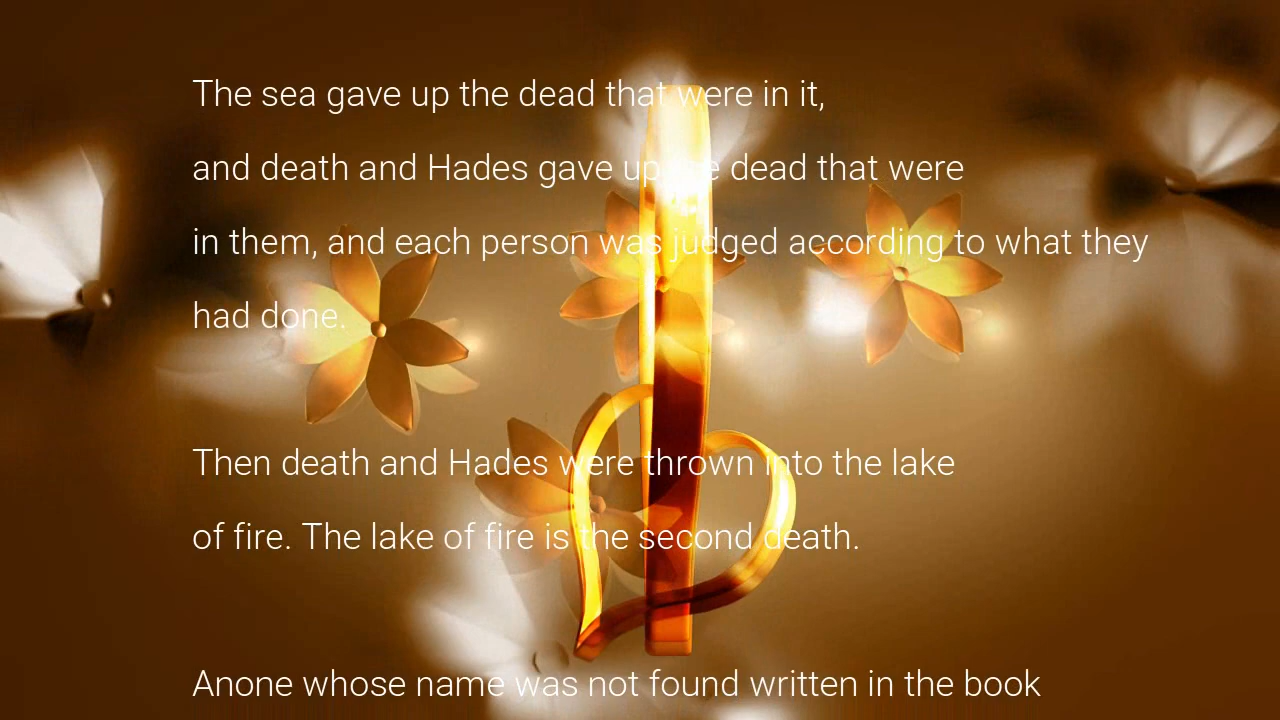 The sea gave up the dead that were in it,
and death and Hades gave up the dead that were
in them, and each person was judged according to what they
had done.
Then death and Hades were thrown into the lake
of fire. The lake of fire is the second death.
Anone whose name was not found written in the book